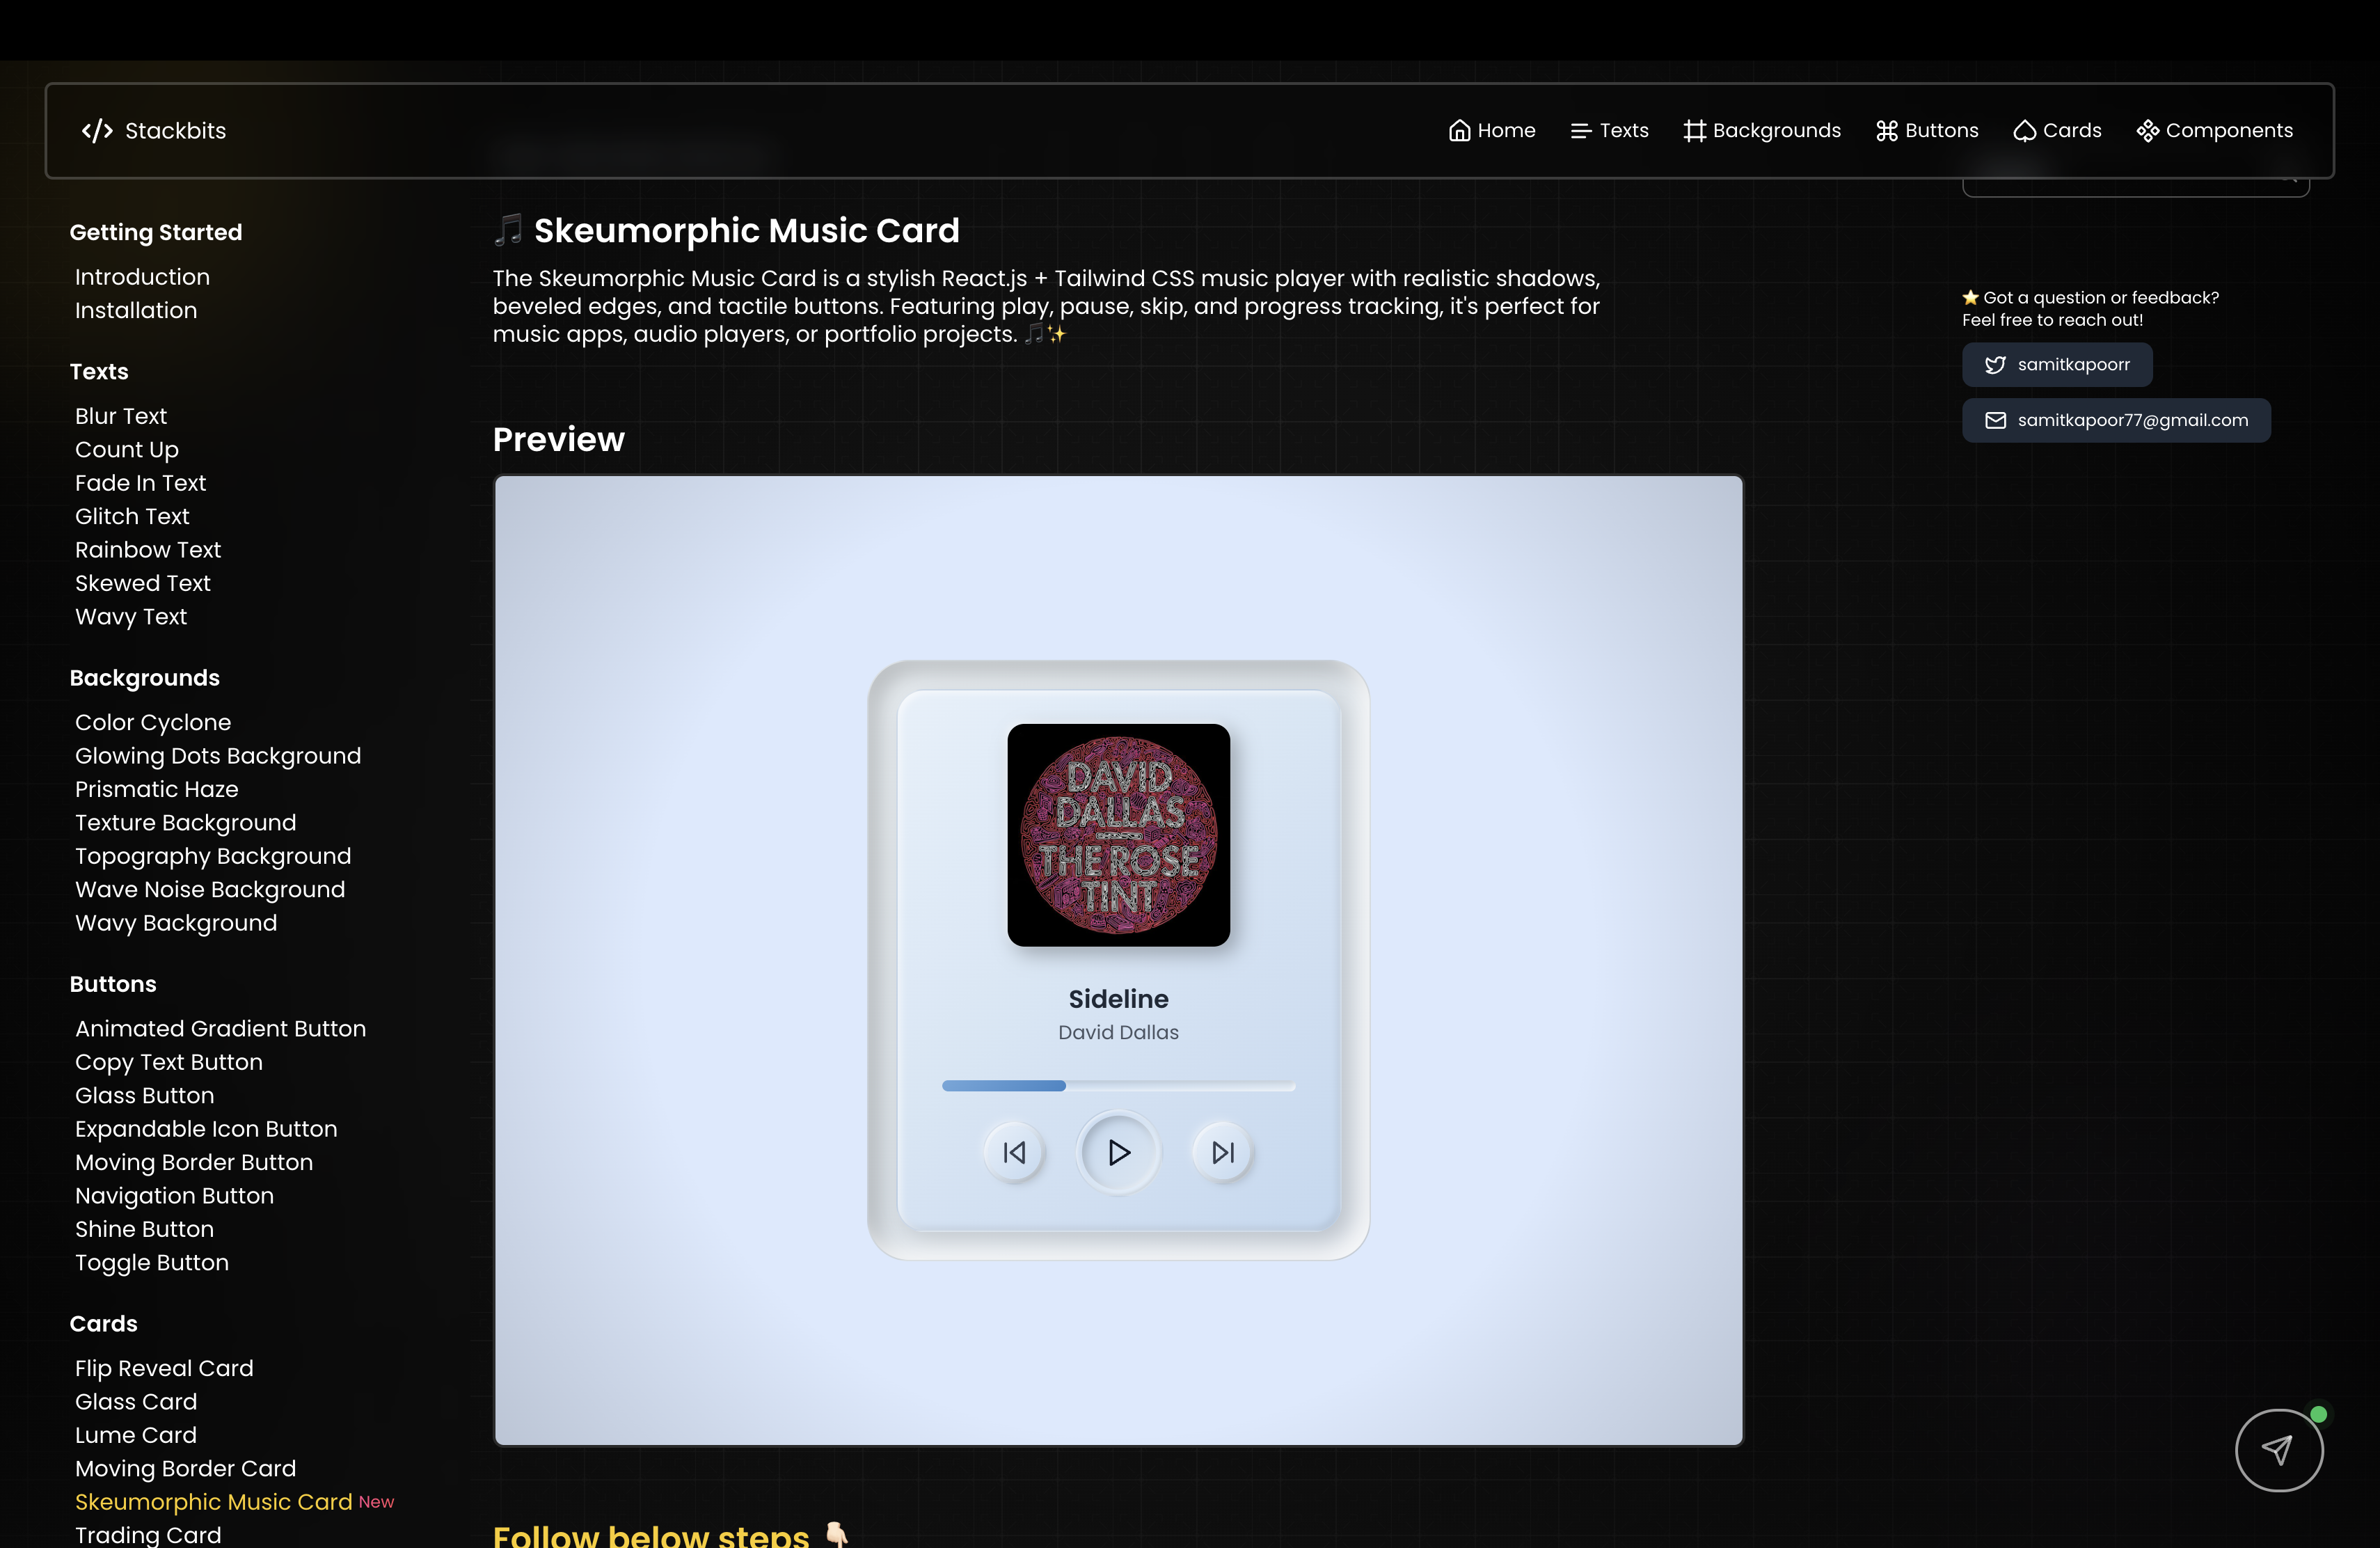 Stackbits
Home
Texts
Backgrounds
Buttons
Cards
Components
Getting Started
Introduction
Installation
Texts
Blur Text
Count Up
Fade In Text
Glitch Text
Rainbow Text
Skewed Text
Wavy Text
Backgrounds
Color Cyclone
Glowing Dots Background
Prismatic Haze
Texture Background
Topography Background
Wave Noise Background
Wavy Background
Buttons
Animated Gradient Button
Copy Text Button
Glass Button
Expandable Icon Button
Moving Border Button
Navigation Button
Shine Button
Toggle Button
Cards
Flip Reveal Card
Glass Card
Lume Card
Moving Border Card
Skeumorphic Music Card New
Trading Card
🎵 Skeumorphic Music Card
The Skeumorphic Music Card is a stylish React.js + Tailwind CSS music player with realistic shadows,
beveled edges, and tactile buttons. Featuring play, pause, skip, and progress tracking, it's perfect for
music apps, audio players, or portfolio projects. 🎵✨
Preview
DAVID
DALLAS
THE ROSE
TINT
Sideline
David Dallas
Follow below steps 👇🏻
⭐ Got a question or feedback?
Feel free to reach out!
samitkapoorr
samitkapoor77@gmail.com